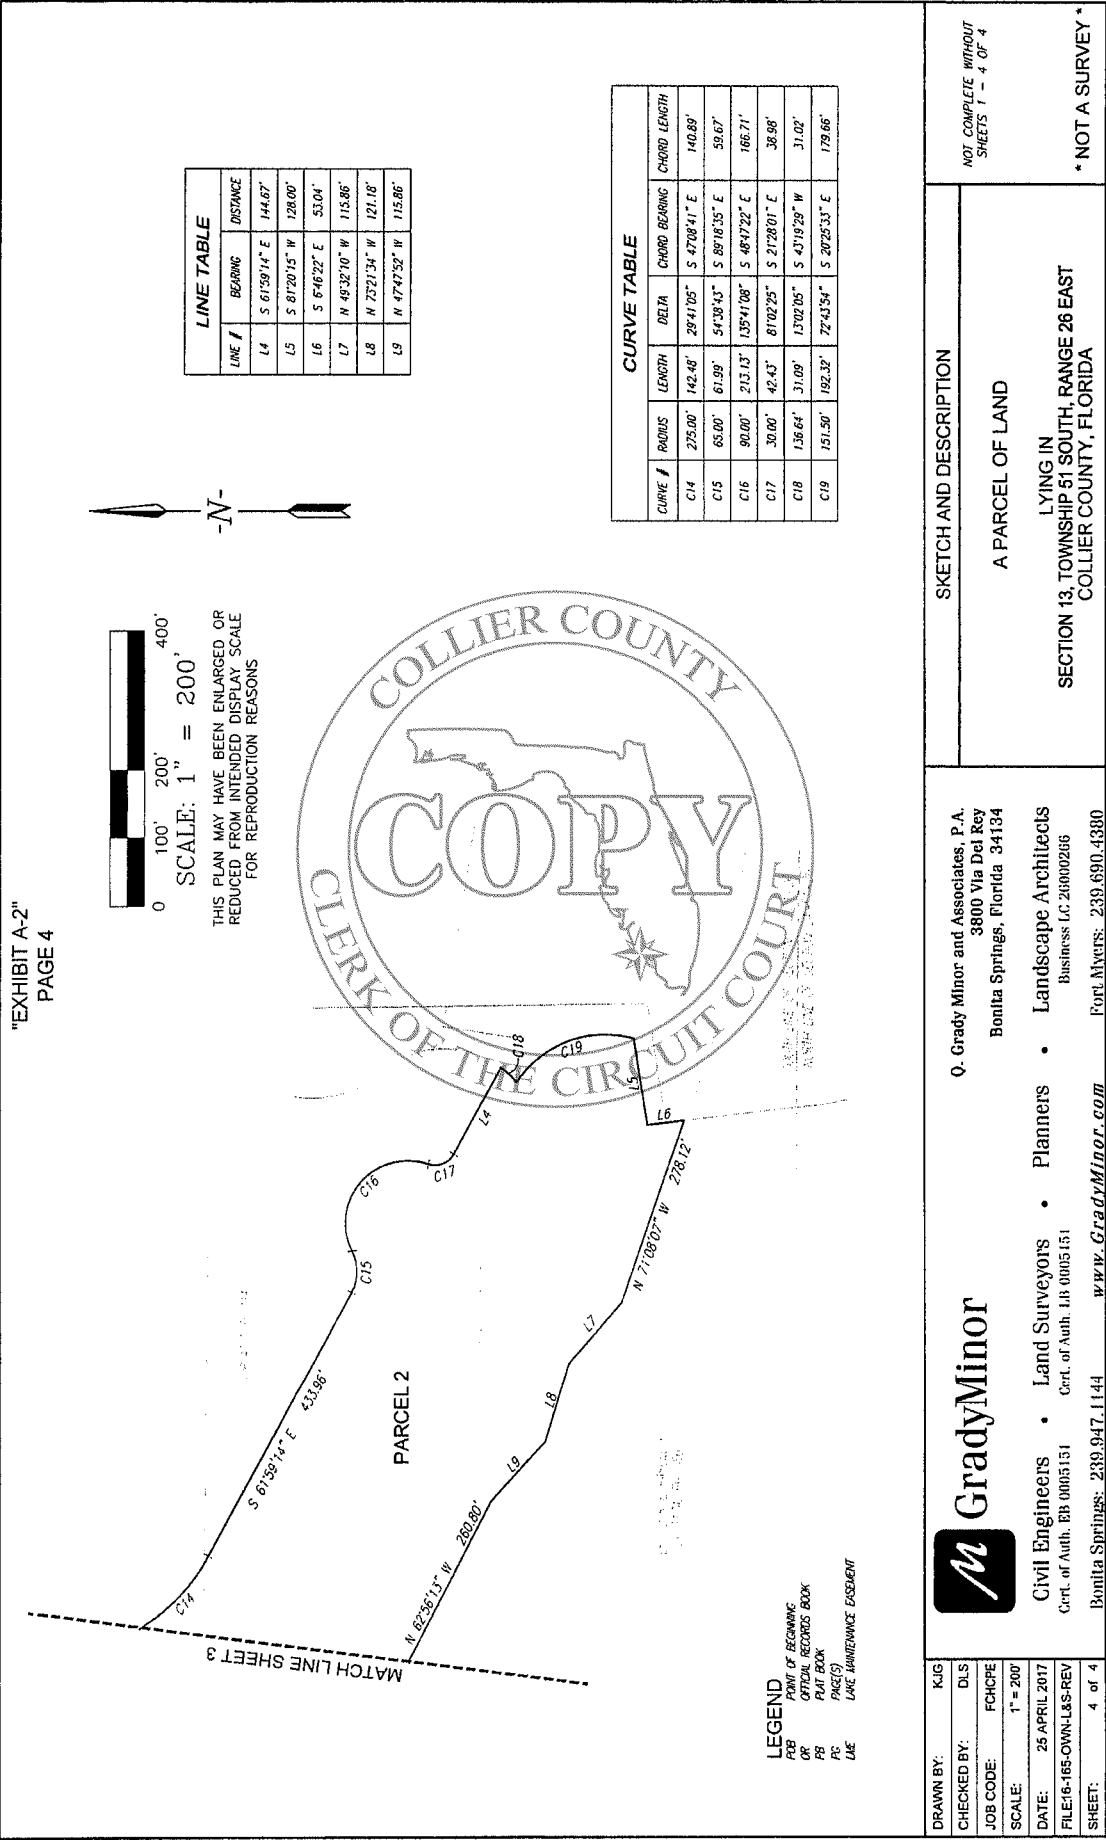 "EXHIBIT A-2"
PAGE 4
0 100' 200' 400'
SCALE: 1" = 200'
THIS PLAN MAY HAVE BEEN ENLARGED OR
REDUCED FROM INTENDED DISPLAY SCALE
FOR REPRODUCTION REASONS
-N-
LINE TABLE
LINE # BEARING DISTANCE
L4 S 61°59'14" E 144.67'
L5 S 81°20'15" W 128.00'
L6 S 6°46'22" E 53.04'
L7 N 49°32'10" W 115.86'
L8 N 73°21'34" W 121.18'
L9 N 47°47'52" W 115.86'
MATCH LINE SHEET 3
C14
S 61°59'14" E 433.96'
C15
C16
C17
L4
C18
C19
L5
L6
N 71°08'07" W 278.12'
L7
L8
L9
N 62°56'13" W 260.80'
PARCEL 2
COLLIER COUNTY
COPY
CLERK OF THE CIRCUIT COURT
CURVE TABLE
CURVE # RADIUS LENGTH DELTA CHORD BEARING CHORD LENGTH
C14 275.00' 142.48' 29°41'05" S 47°08'41" E 140.89'
C15 65.00' 61.99' 54°38'43" S 89°18'35" E 59.67'
C16 90.00' 213.13' 135°41'08" S 48°47'22" E 166.71'
C17 30.00' 42.43' 81°02'25" S 21°28'01" E 38.98'
C18 136.64' 31.09' 13°02'05" S 43°19'29" W 31.02'
C19 151.50' 192.32' 72°43'54" S 20°25'33" E 179.66'
LEGEND
POB POINT OF BEGINNING
OR OFFICIAL RECORDS BOOK
PB PLAT BOOK
PG PAGE(S)
LME LAKE MAINTENANCE EASEMENT
DRAWN BY: KJG
CHECKED BY: DLS
JOB CODE: FCHCPE
SCALE: 1" = 200'
DATE: 25 APRIL 2017
FILE:16-165-OWN-L&S-REV
SHEET: 4 of 4
GradyMinor
Q. Grady Minor and Associates, P.A.
3800 Via Del Rey
Bonita Springs, Florida 34134
Civil Engineers • Land Surveyors • Planners • Landscape Architects
Cert. of Auth. EB 0005151 Cert. of Auth. LB 0005151 Business LC 26000266
Bonita Springs: 239.947.1144 www.GradyMinor.com Fort Myers: 239.690.4380
SKETCH AND DESCRIPTION
A PARCEL OF LAND
LYING IN
SECTION 13, TOWNSHIP 51 SOUTH, RANGE 26 EAST
COLLIER COUNTY, FLORIDA
NOT COMPLETE WITHOUT
SHEETS 1 - 4 OF 4
* NOT A SURVEY *